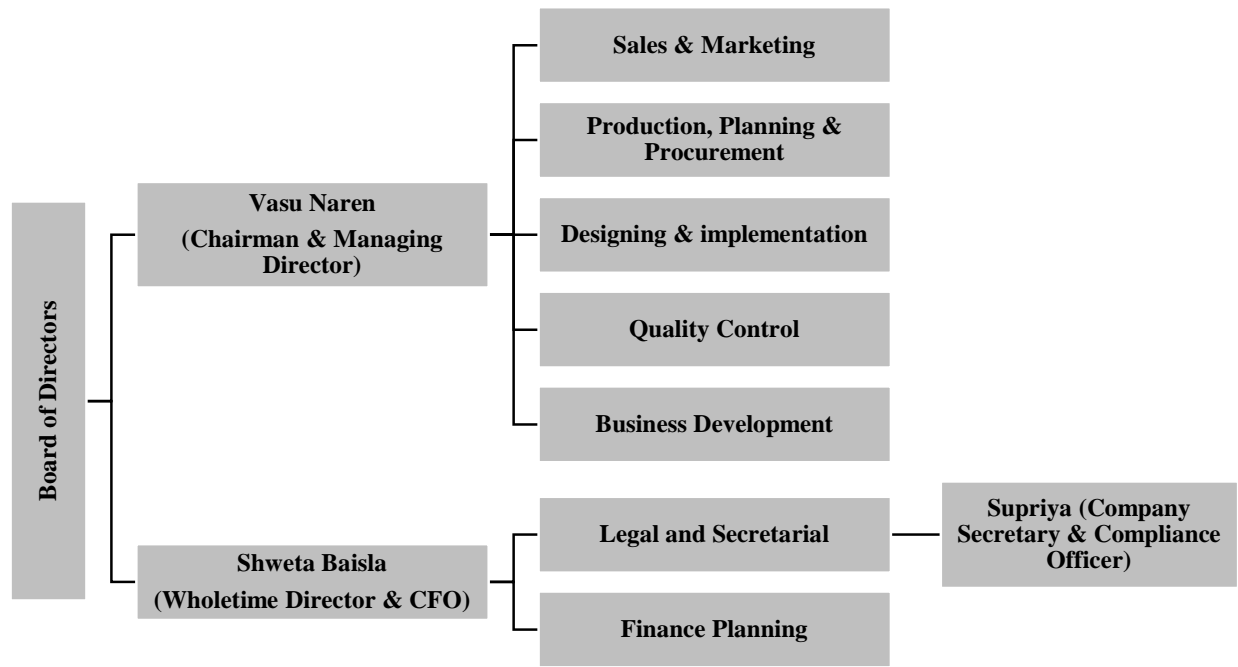 Board of Directors
Vasu Naren
(Chairman & Managing
Director)
Sales & Marketing
Production, Planning &
Procurement
Designing & implementation
Quality Control
Business Development
Shweta Baisla
(Wholetime Director & CFO)
Legal and Secretarial
Supriya (Company
Secretary & Compliance
Officer)
Finance Planning